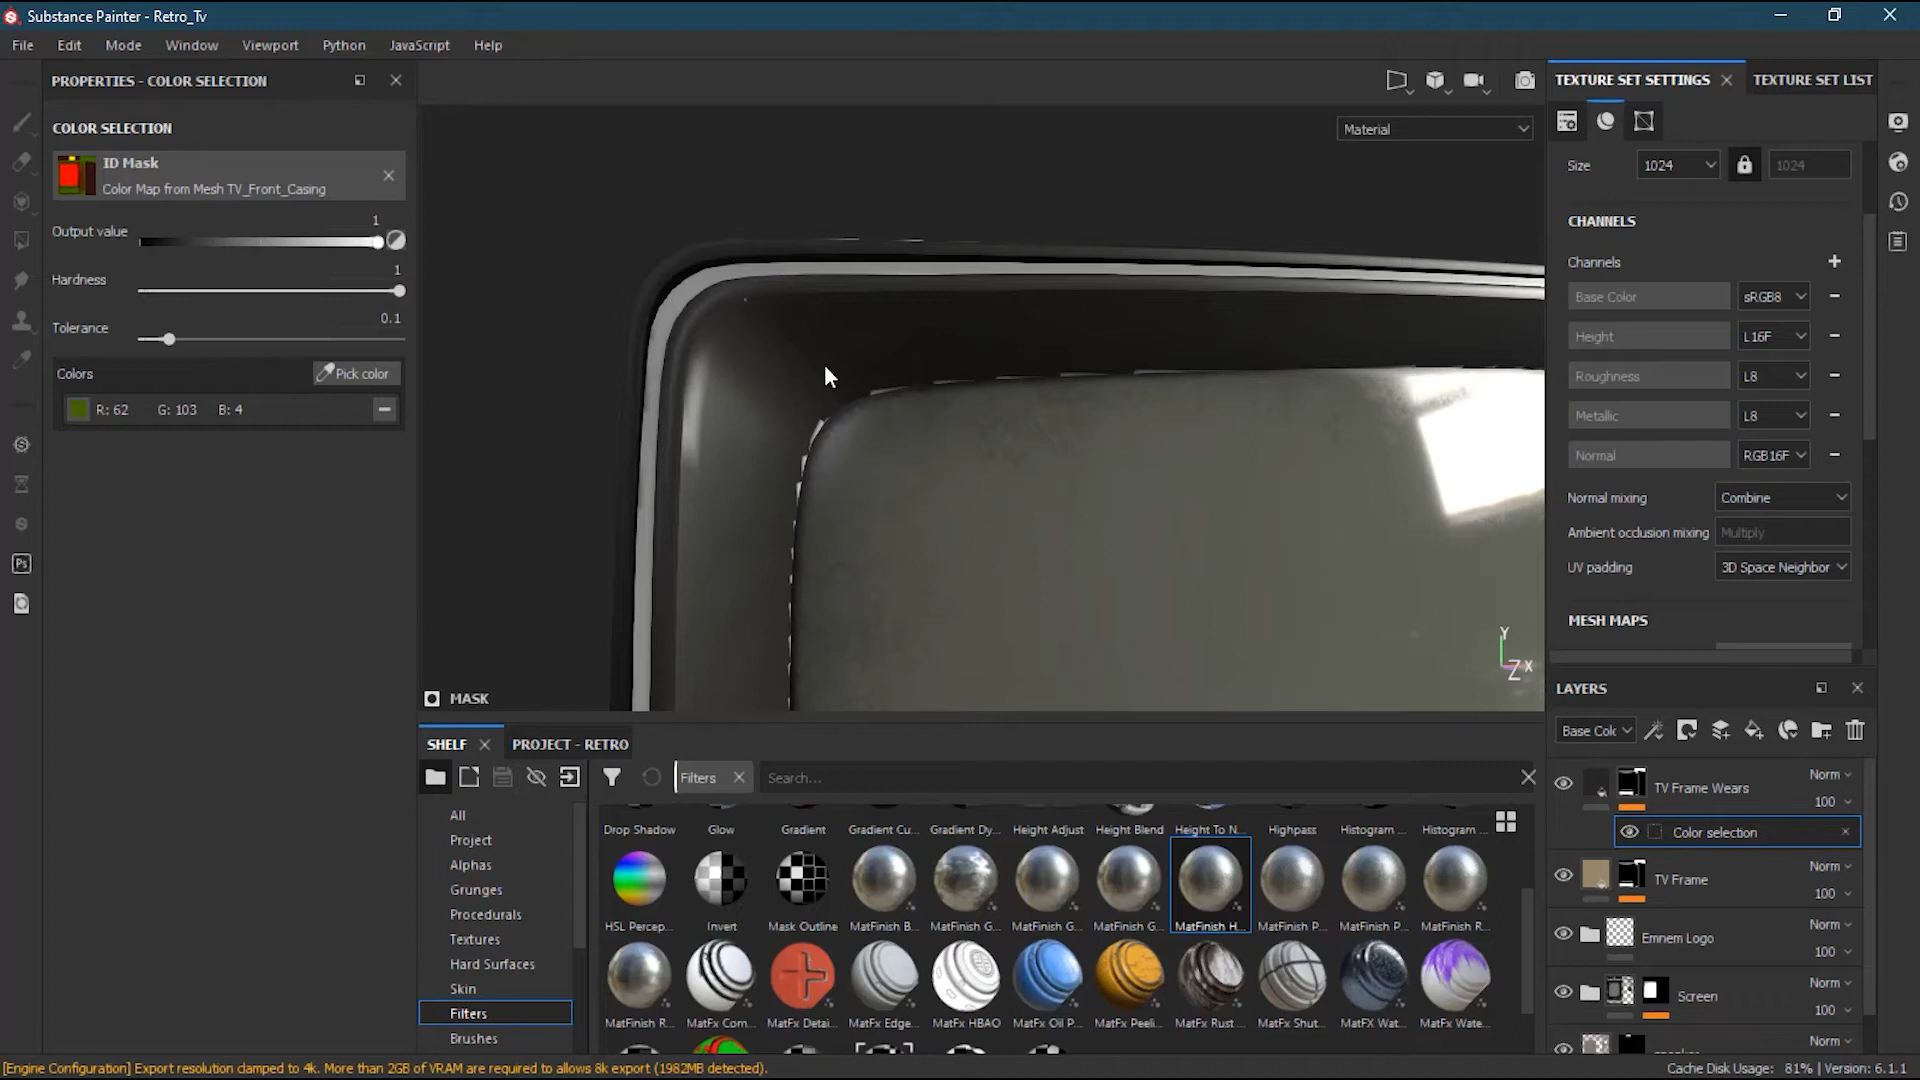 Substance Painter - Retro_Tv
File Edit Mode Window Viewport Python JavaScript Help
PROPERTIES - COLOR SELECTION
COLOR SELECTION
ID Mask
Color Map from Mesh TV_Front_Casing
Output value 1
Hardness 1
Tolerance 0.1
Colors Pick color
R: 62 G: 103 B: 4
Material
MASK
Y
Z X
TEXTURE SET SETTINGS TEXTURE SET LIST
Size 1024 1024
CHANNELS
Channels
Base Color sRGB8
Height L16F
Roughness L8
Metallic L8
Normal RGB16F
Normal mixing Combine
Ambient occlusion mixing Multiply
UV padding 3D Space Neighbor
MESH MAPS
LAYERS
Base Col
TV Frame Wears Norm 100
Color selection
TV Frame Norm 100
Emnem Logo Norm 100
Screen Norm 100
Norm
SHELF PROJECT - RETRO
Filters Search...
All
Project
Alphas
Grunges
Procedurals
Textures
Hard Surfaces
Skin
Filters
Brushes
Drop Shadow Glow Gradient Gradient Cu... Gradient Dy... Height Adjust Height Blend Height To N... Highpass Histogram ... Histogram ...
HSL Percep... Invert Mask Outline MatFinish B... MatFinish G... MatFinish G... MatFinish G... MatFinish H... MatFinish P... MatFinish P... MatFinish R...
MatFinish R... MatFx Com... MatFx Detai... MatFx Edge... MatFx HBAO MatFx Oil P... MatFx Peeli... MatFx Rust ... MatFx Shut... MatFX Wat... MatFx Wate...
Ps
[Engine Configuration] Export resolution clamped to 4k. More than 2GB of VRAM are required to allows 8k export (1982MB detected).
Cache Disk Usage: 81% | Version: 6.1.1